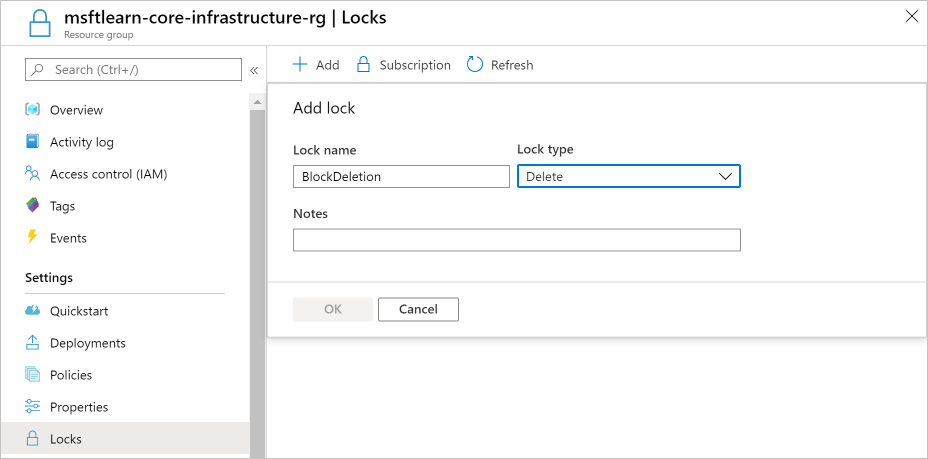 msftlearn-core-infrastructure-rg | Locks
Resource group
Search (Ctrl+/)
«
Overview
Activity log
Access control (IAM)
Tags
Events
Settings
Quickstart
Deployments
Policies
Properties
Locks
Add
Subscription
Refresh
Add lock
Lock name
Lock type
BlockDeletion
Delete
Notes
OK
Cancel